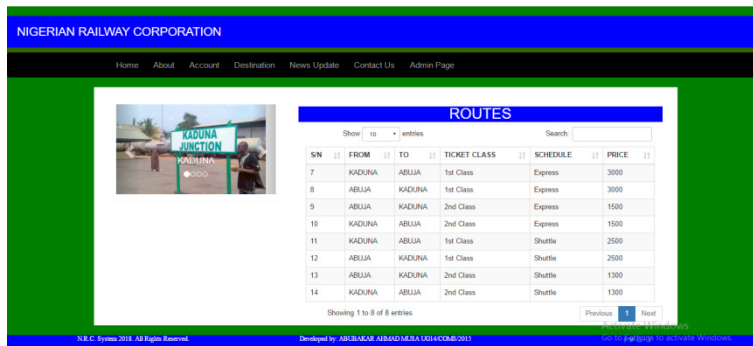 NIGERIAN RAILWAY CORPORATION
Home About Account Destination News Update Contact Us Admin Page
KADUNA
JUNCTION
KADUNA
ROUTES
Show 10 entries Search:
S/N FROM TO TICKET CLASS SCHEDULE PRICE
7 KADUNA ABUJA 1st Class Express 3000
8 ABUJA KADUNA 1st Class Express 3000
9 ABUJA KADUNA 2nd Class Express 1500
10 KADUNA ABUJA 2nd Class Express 1500
11 KADUNA ABUJA 1st Class Shuttle 2500
12 ABUJA KADUNA 1st Class Shuttle 2500
13 ABUJA KADUNA 2nd Class Shuttle 1300
14 KADUNA ABUJA 2nd Class Shuttle 1300
Showing 1 to 8 of 8 entries Previous 1 Next
Activate Windows
Go to Settings to activate Windows.
N.R.C. System 2018. All Rights Reserved. Developed by: ABUBAKAR AHMAD MUSA UG14/COMS/2015